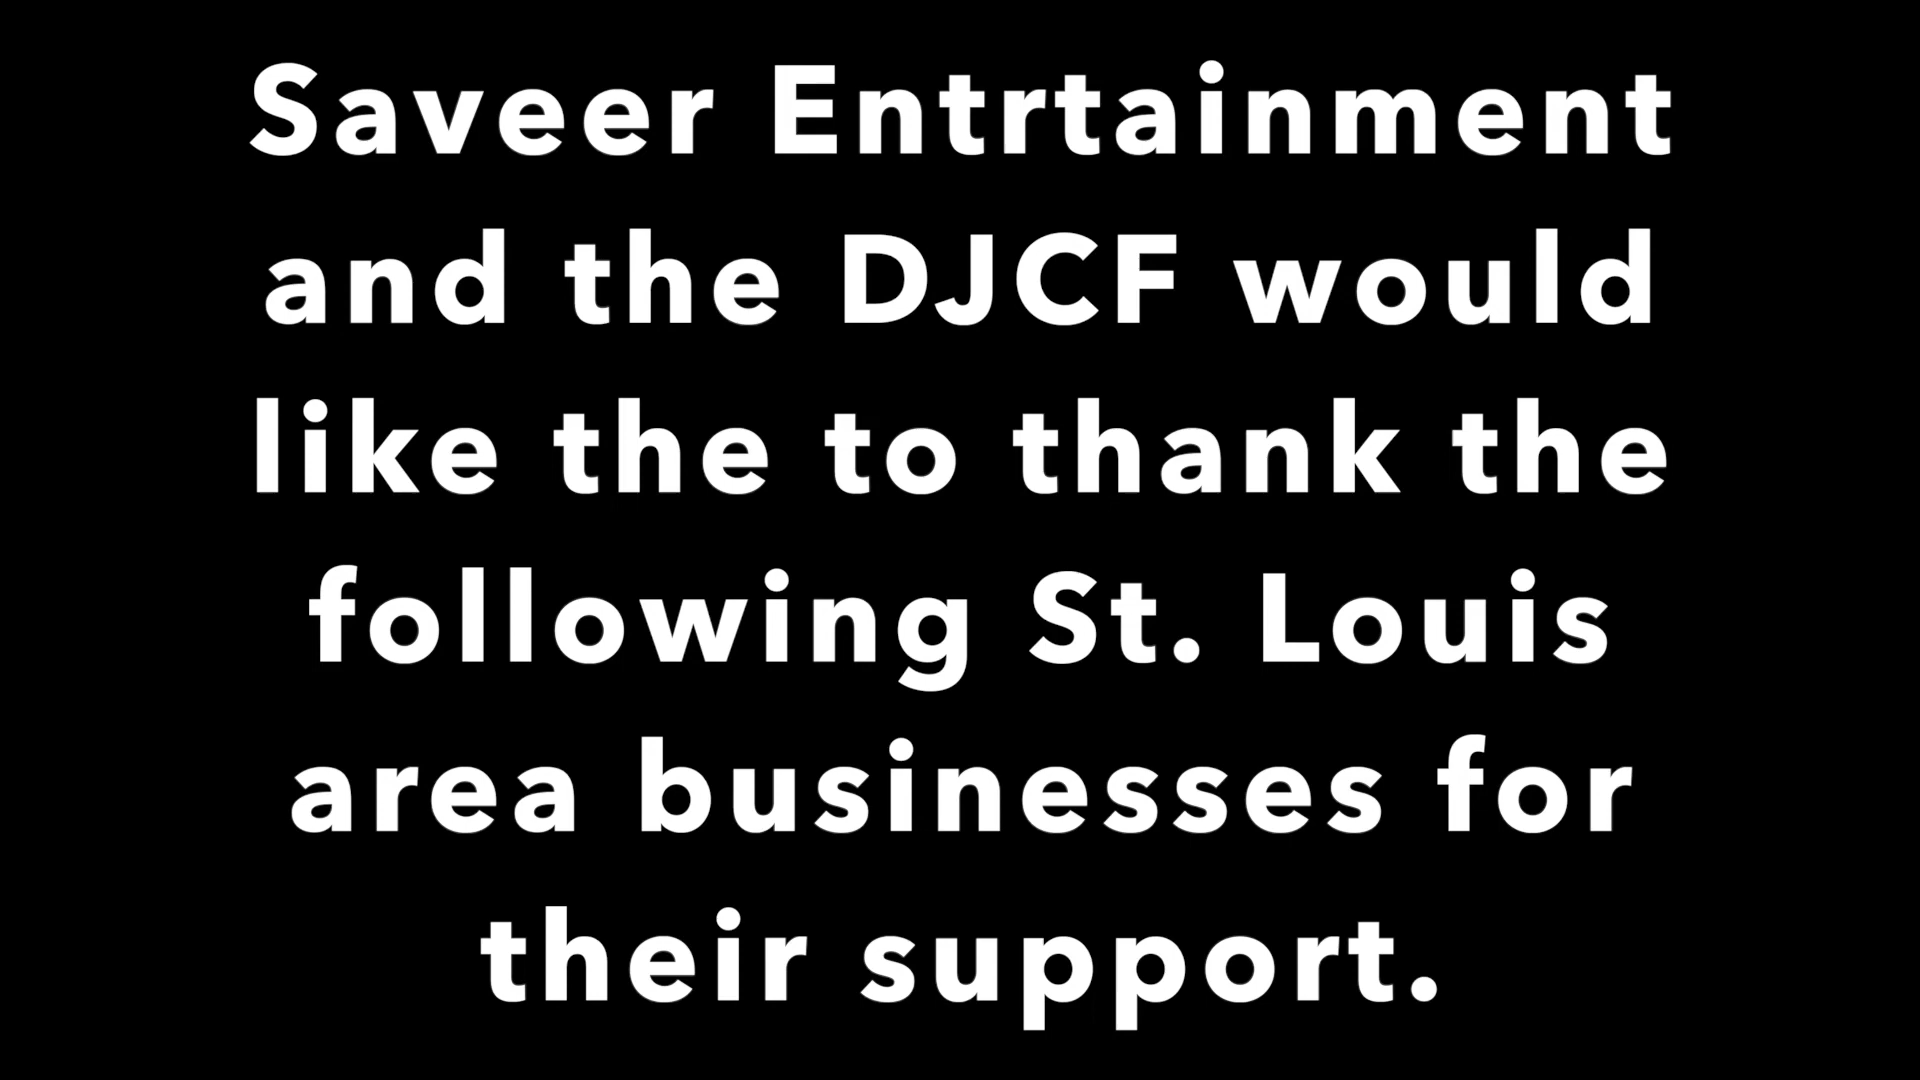 Saveer Entrtainment
and the DJCF would
like the to thank the
following St. Louis
area businesses for
their support.